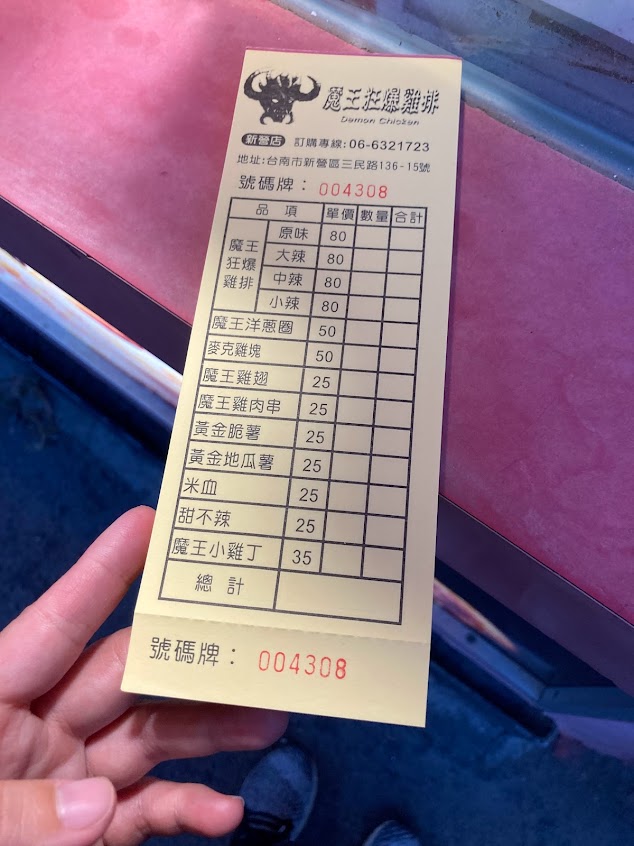 魔王狂爆雞排
Demon Chicken
新營店 訂購專線:06-6321723
地址:台南市新營區三民路136-15號
號碼牌: 004308
品項 單價 數量 合計
魔王狂爆雞排
原味 80
大辣 80
中辣 80
小辣 80
魔王洋蔥圈 50
麥克雞塊 50
魔王雞翅 25
魔王雞肉串 25
黃金脆薯 25
黃金地瓜薯 25
米血 25
甜不辣 25
魔王小雞丁 35
總計
號碼牌: 004308